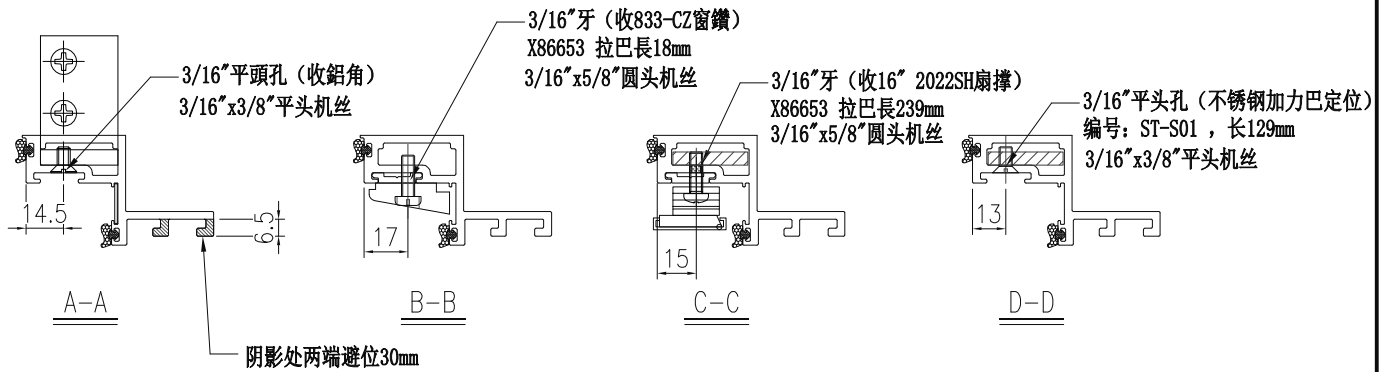 3/16"平頭孔（收鋁角）
3/16"x3/8"平头机丝
14.5
6.5
A-A
阴影处两端避位30mm
3/16"牙（收833-CZ窗鑽）
X86653 拉巴長18mm
3/16"x5/8"圆头机丝
17
B-B
3/16"牙（收16" 2022SH扇撐）
X86653 拉巴長239mm
3/16"x5/8"圆头机丝
15
C-C
3/16"平头孔（不锈钢加力巴定位）
编号: ST-S01 , 长129mm
3/16"x3/8"平头机丝
13
D-D